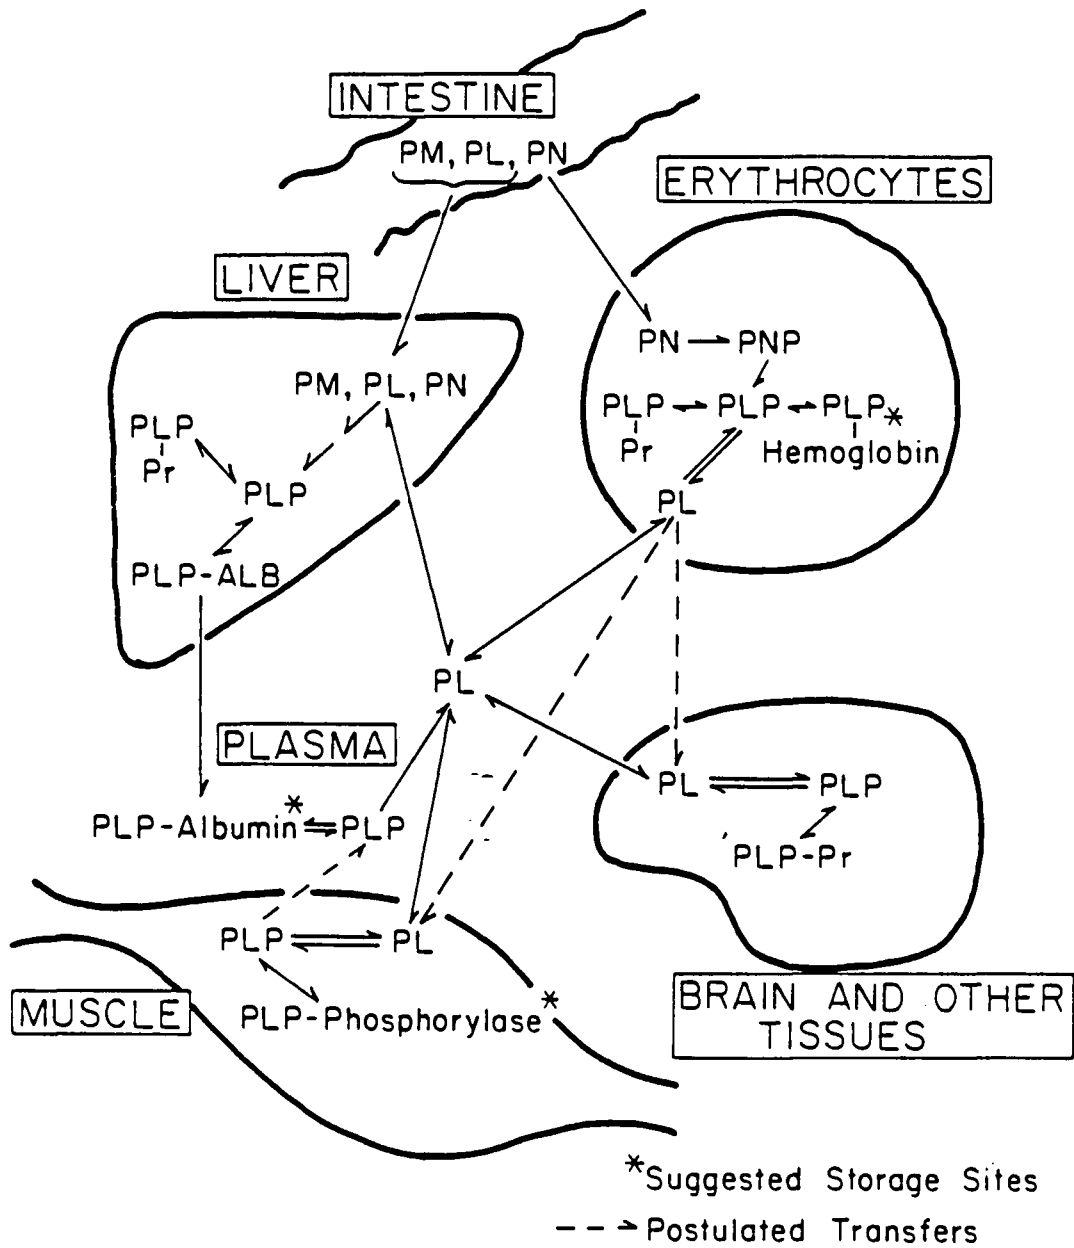 INTESTINE
PM, PL, PN
ERYTHROCYTES
PN PNP
PLP PLP PLP*
Pr Hemoglobin
PL
LIVER
PM, PL, PN
PLP
Pr
PLP
PLP-ALB
PL
PLASMA
PLP-Albumin* PLP
PL PLP
PLP-Pr
BRAIN AND OTHER
TISSUES
PLP PL
PLP-Phosphorylase*
MUSCLE
*Suggested Storage Sites
Postulated Transfers